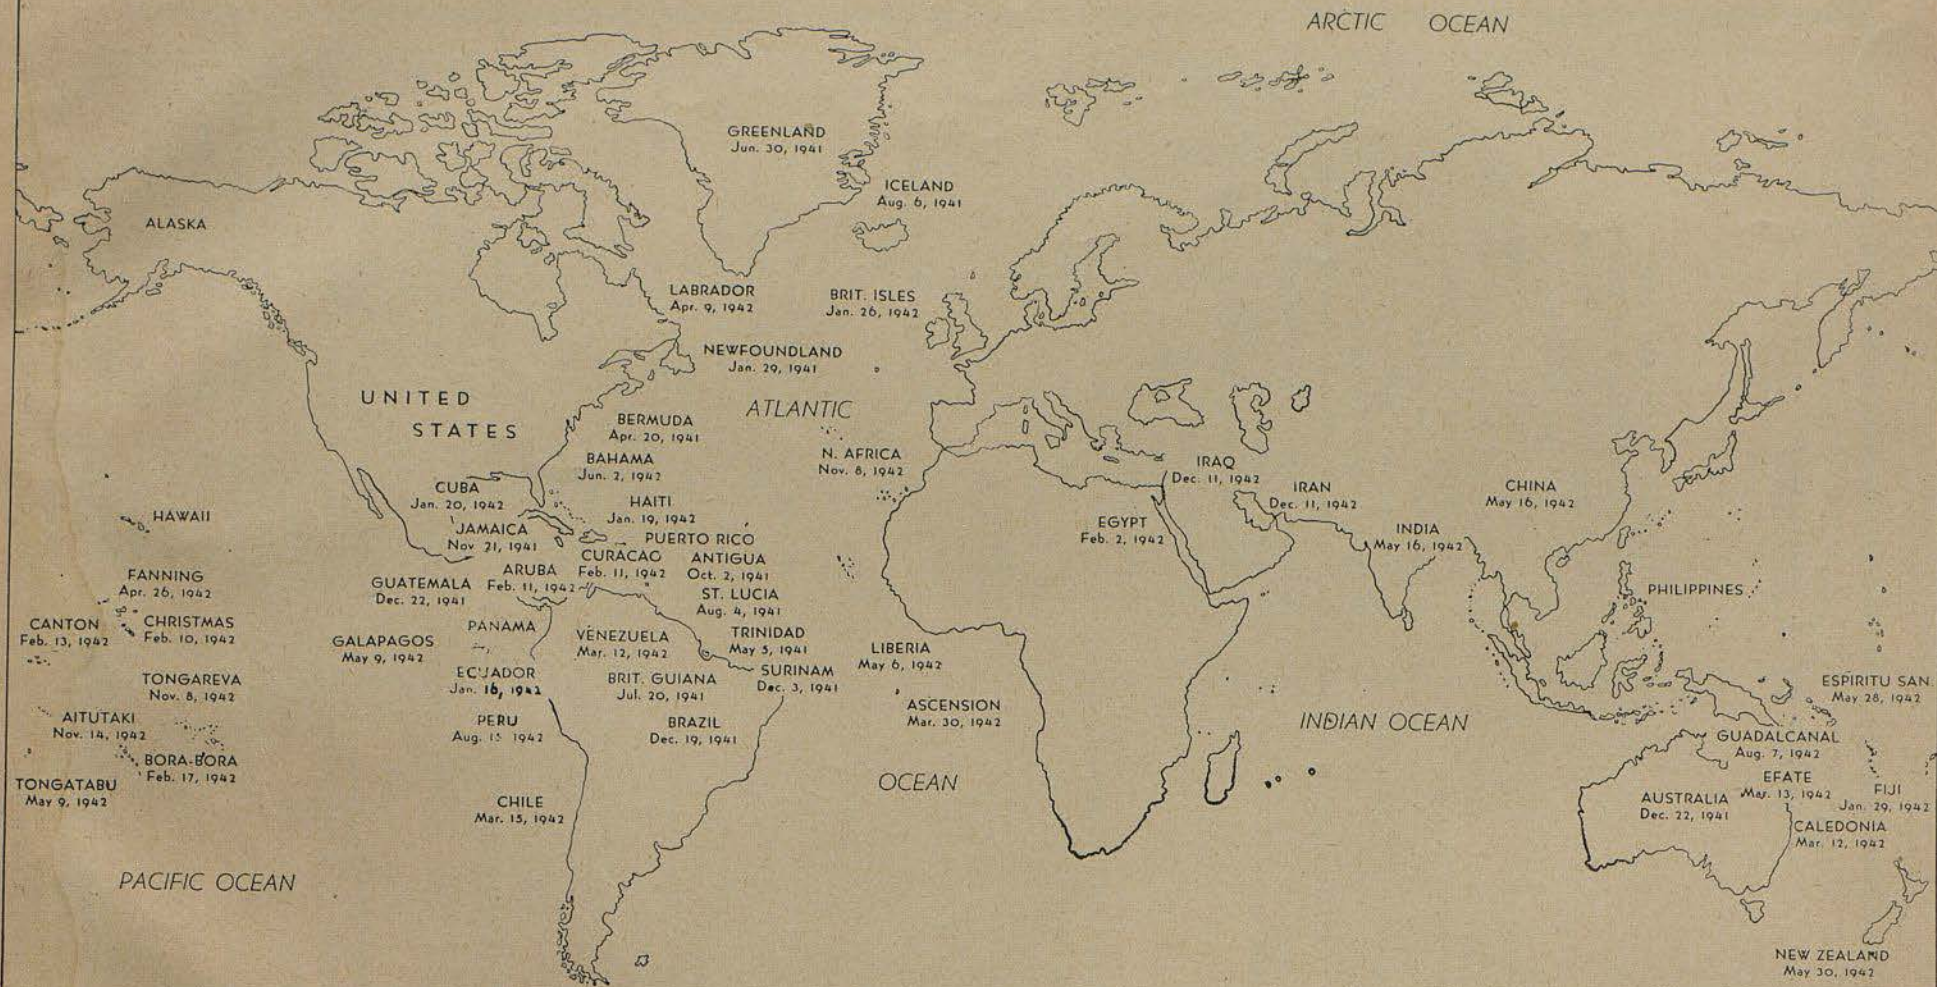 ARCTIC OCEAN
GREENLAND
Jun. 30, 1941
ICELAND
Aug. 6, 1941
ALASKA
LABRADOR
Apr. 9, 1942
BRIT. ISLES
Jan. 26, 1942
NEWFOUNDLAND
Jan. 29, 1941
UNITED
STATES
ATLANTIC
BERMUDA
Apr. 20, 1941
BAHAMA
Jun. 2, 1942
N. AFRICA
Nov. 8, 1942
IRAQ
Dec. 11, 1942
IRAN
Dec. 11, 1942
CHINA
May 16, 1942
CUBA
Jan. 20, 1942
HAITI
Jan. 19, 1942
HAWAII
JAMAICA
Nov. 21, 1941
PUERTO RICO
EGYPT
Feb. 2, 1942
INDIA
May 16, 1942
CURACAO
Feb. 11, 1942
ANTIGUA
Oct. 2, 1941
ARUBA
Feb. 11, 1942
GUATEMALA
Dec. 22, 1941
FANNING
Apr. 26, 1942
ST. LUCIA
Aug. 4, 1941
PHILIPPINES
CANTON
Feb. 13, 1942
CHRISTMAS
Feb. 10, 1942
PANAMA
GALAPAGOS
May 9, 1942
VENEZUELA
Mar. 12, 1942
TRINIDAD
May 5, 1941
LIBERIA
May 6, 1942
TONGAREVA
Nov. 8, 1942
ECUADOR
Jan. 16, 1942
BRIT. GUIANA
Jul. 20, 1941
SURINAM
Dec. 3, 1941
ESPIRITU SAN.
May 28, 1942
ASCENSION
Mar. 30, 1942
AITUTAKI
Nov. 14, 1942
PERU
Aug. 1942
BRAZIL
Dec. 19, 1941
INDIAN OCEAN
GUADALCANAL
Aug. 7, 1942
BORA-BORA
Feb. 17, 1942
TONGATABU
May 9, 1942
OCEAN
EFATE
Mar. 13, 1942
FIJI
Jan. 29, 1942
CHILE
Mar. 15, 1942
AUSTRALIA
Dec. 22, 1941
CALEDONIA
Mar. 12, 1942
PACIFIC OCEAN
NEW ZEALAND
May 30, 1942